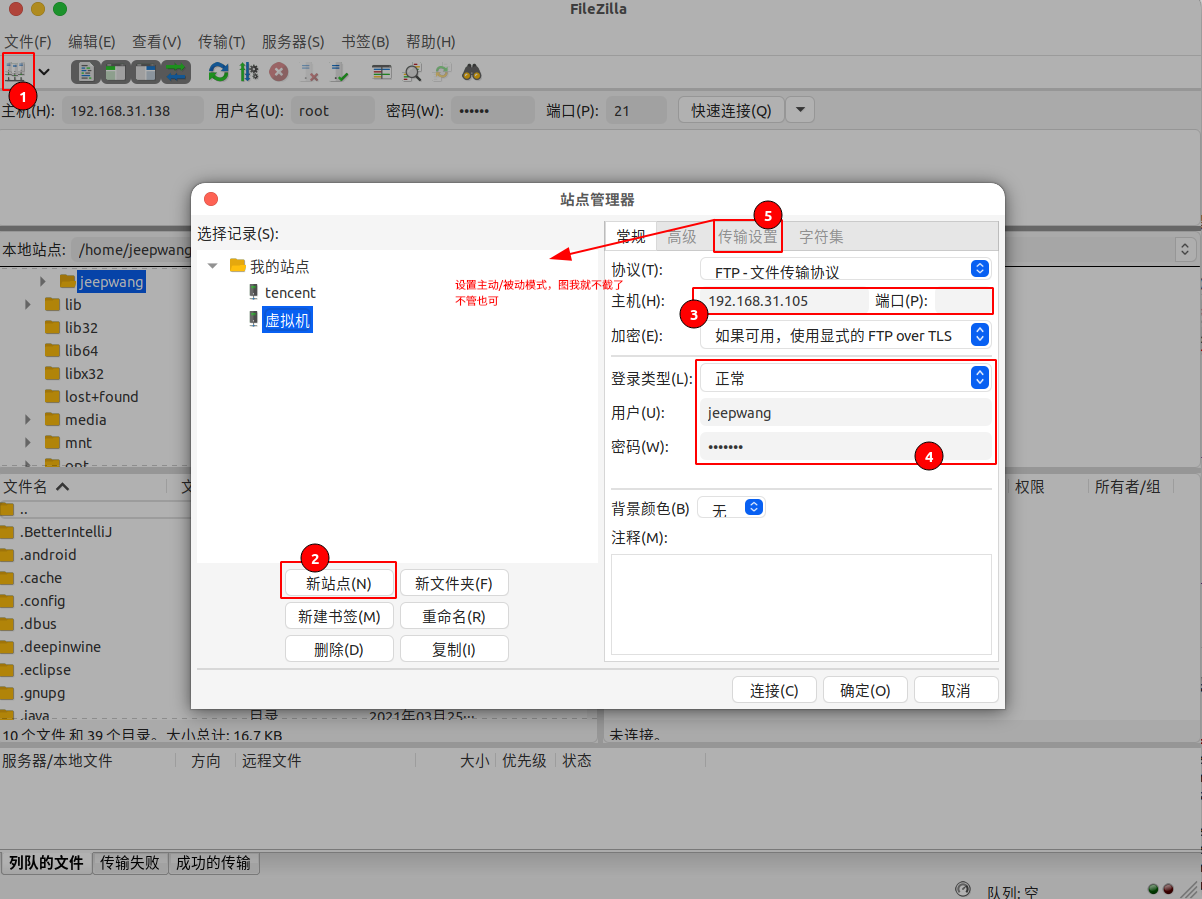 FileZilla
文件(F) 编辑(E) 查看(V) 传输(T) 服务器(S) 书签(B) 帮助(H)
1
主机(H): 192.168.31.138 用户名(U): root 密码(W): •••••• 端口(P): 21 快速连接(Q)
站点管理器
5
选择记录(S):
常规 高级 传输设置 字符集
本地站点: /home/jeepwang
我的站点
tencent
虚拟机
设置主动/被动模式，图我就不截了
不管也可
协议(T): FTP - 文件传输协议
主机(H): 192.168.31.105 端口(P):
3
加密(E): 如果可用，使用显式的 FTP over TLS
登录类型(L): 正常
用户(U): jeepwang
密码(W): •••••••
4
背景颜色(B) 无
注释(M):
2
新站点(N) 新文件夹(F)
新建书签(M) 重命名(R)
删除(D) 复制(I)
连接(C) 确定(O) 取消
jeepwang
lib
lib32
lib64
libx32
lost+found
media
mnt
opt
文件名 文
权限 所有者/组
..
.BetterIntelliJ
.android
.cache
.config
.dbus
.deepinwine
.eclipse
.gnupg
.java 目录 2021年03月25…
10 个文件 和 39 个目录。大小总计: 16.7 KB
未连接。
服务器/本地文件 方向 远程文件 大小 优先级 状态
列队的文件 传输失败 成功的传输
队列: 空